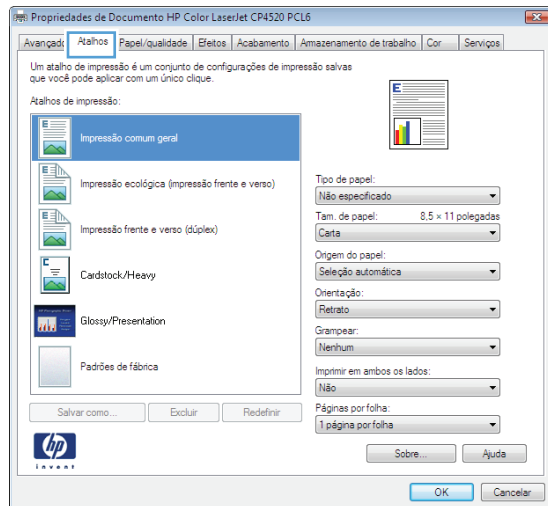 Propriedades de Documento HP Color LaserJet CP4520 PCL6
Avançado Atalhos Papel/qualidade Efeitos Acabamento Amazenamento de trabalho Cor Serviços
Um atalho de impressão é um conjunto de configurações de impressão salvas
que você pode aplicar com um único clique.
Atalhos de impressão:
Impressão comum geral
Impressão ecológica (impressão frente e verso)
Impressão frente e verso (dúplex)
Cardstock/Heavy
Glossy/Presentation
Padrões de fábrica
Salvar como... Excluir Redefinir
Tipo de papel:
Não especificado
Tam. de papel: 8,5 × 11 polegadas
Carta
Origem do papel:
Seleção automática
Orientação:
Retrato
Grampear:
Nenhum
Imprimir em ambos os lados:
Não
Páginas por folha:
1 página por folha
hp
invent
Sobre... Ajuda
OK Cancelar